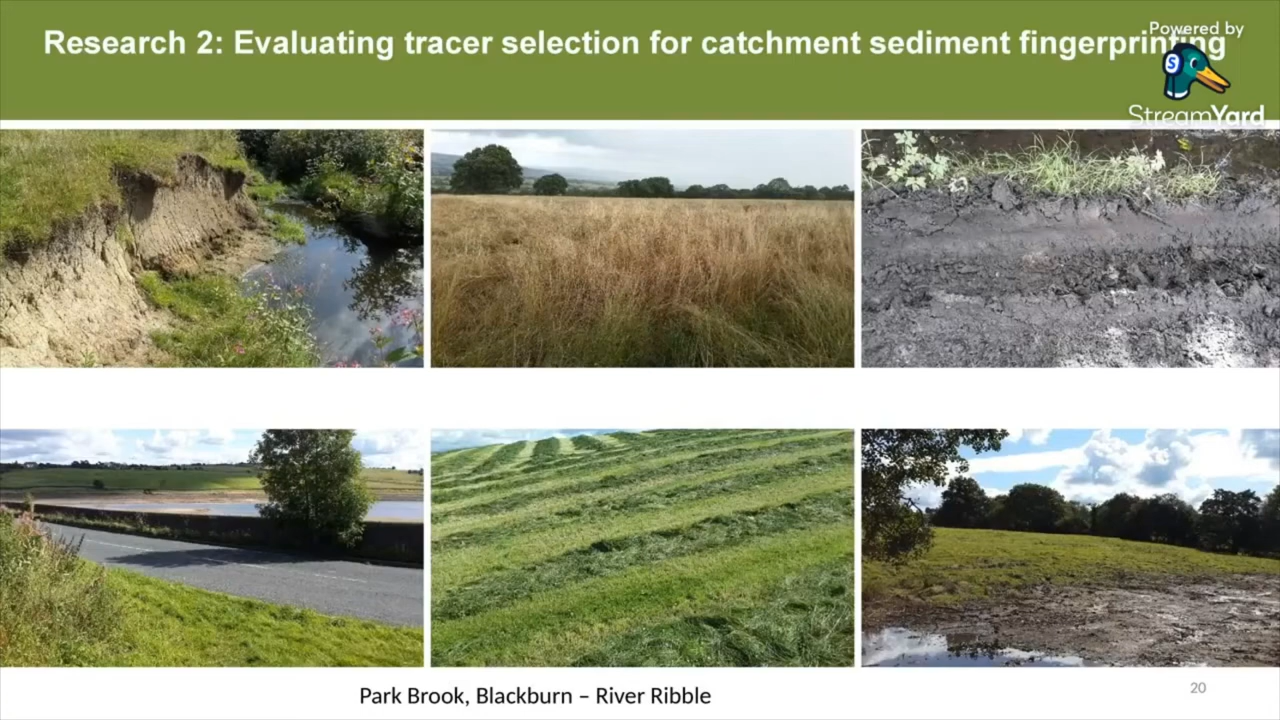 Powered by
Research 2: Evaluating tracer selection for catchment sediment fingerprinting
S
StreamYard
Park Brook, Blackburn – River Ribble
20